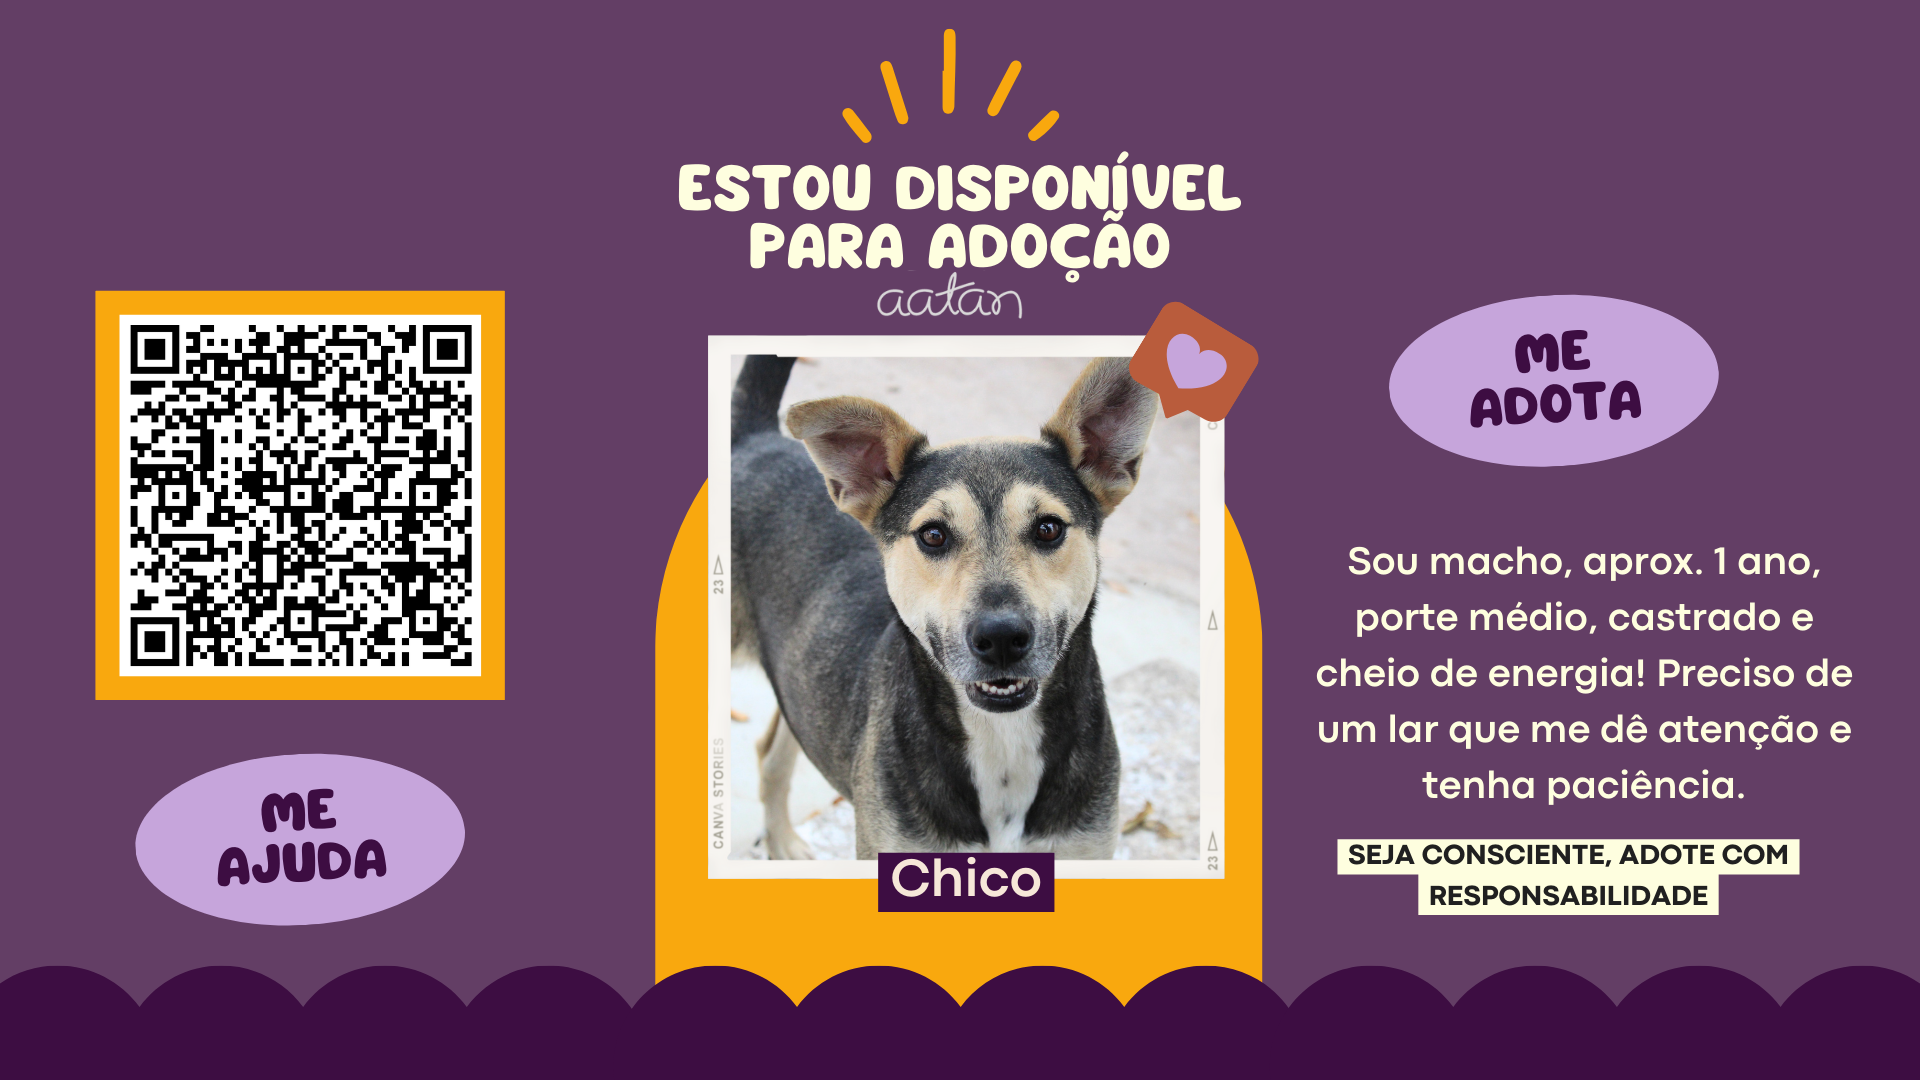 ESTOU DISPONÍVEL
PARA ADOÇÃO
aatan
ME
AJUDA
23
CANVA STORIES
23
Chico
ME
ADOTA
Sou macho, aprox. 1 ano,
porte médio, castrado e
cheio de energia! Preciso de
um lar que me dê atenção e
tenha paciência.
SEJA CONSCIENTE, ADOTE COM
RESPONSABILIDADE